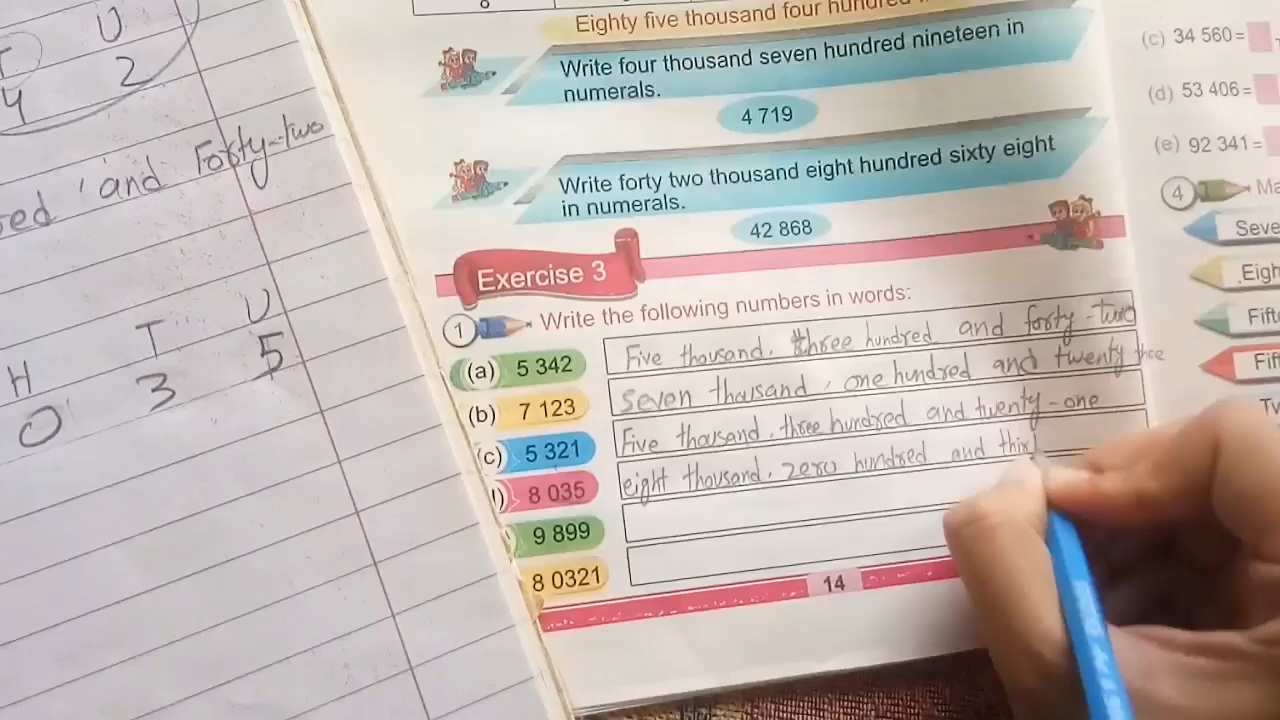 U
T
4 2
and Forty-two
H T U
0 3 5
8
Eighty five thousand four hundred
Write four thousand seven hundred nineteen in
numerals.
4 719
Write forty two thousand eight hundred sixty eight
in numerals.
42 868
Exercise 3
1 Write the following numbers in words:
(a) 5 342 Five thousand, three hundred and forty-two
(b) 7 123 seven thousand, one hundred and twenty three
(c) 5 321 Five thousand, three hundred and twenty-one
8 035 eight thousand, zero hundred and thir
9 899
8 0321
14
(c) 34 560=
(d) 53 406=
(e) 92 341=
4 Ma
Seve
Eigh
Fift
Fif
Tw